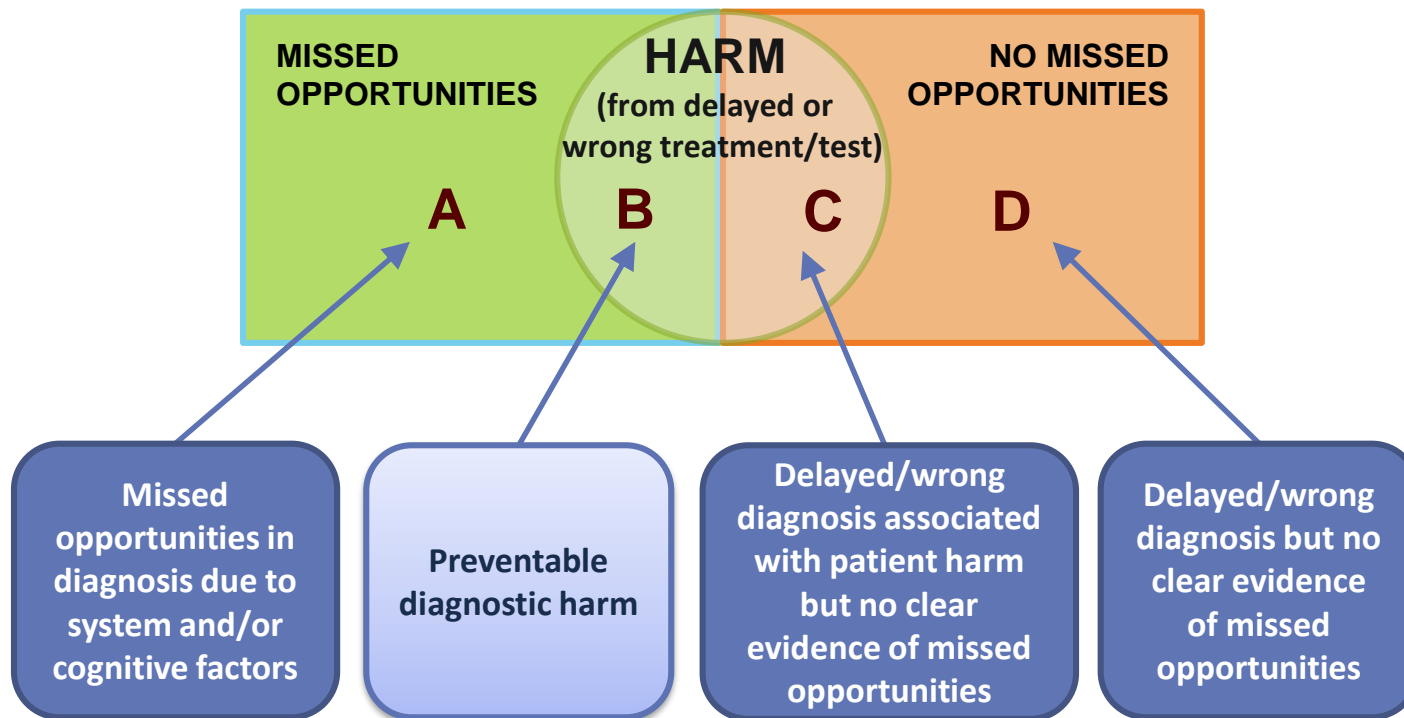 MISSED
OPPORTUNITIES
HARM
(from delayed or
wrong treatment/test)
NO MISSED
OPPORTUNITIES
A
B
C
D
Missed
opportunities in
diagnosis due to
system and/or
cognitive factors
Preventable
diagnostic harm
Delayed/wrong
diagnosis associated
with patient harm
but no clear
evidence of missed
opportunities
Delayed/wrong
diagnosis but no
clear evidence
of missed
opportunities